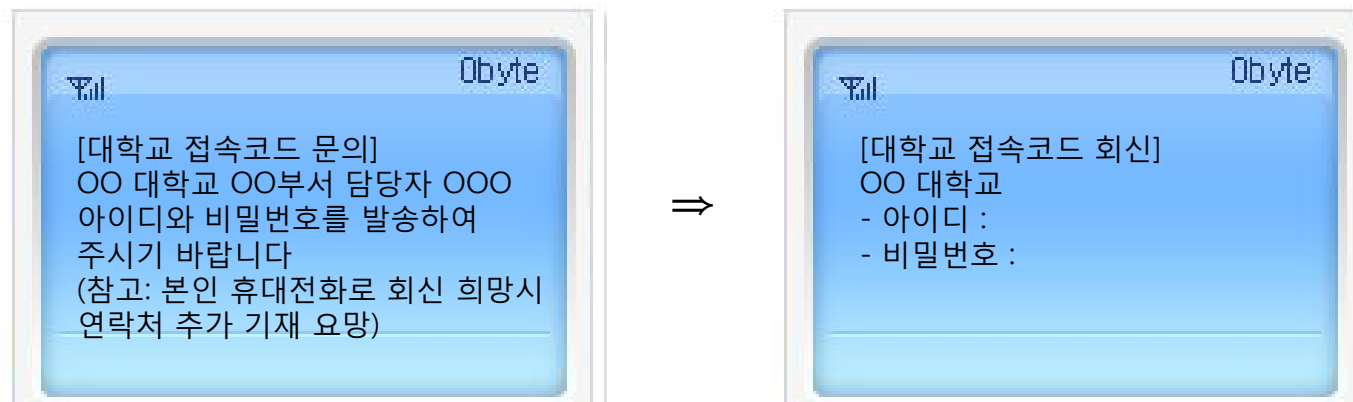 0byte
[대학교 접속코드 문의]
OO 대학교 OO부서 담당자 OOO
아이디와 비밀번호를 발송하여
주시기 바랍니다
(참고: 본인 휴대전화로 회신 희망시
연락처 추가 기재 요망)
⇒
0byte
[대학교 접속코드 회신]
OO 대학교
- 아이디 :
- 비밀번호 :